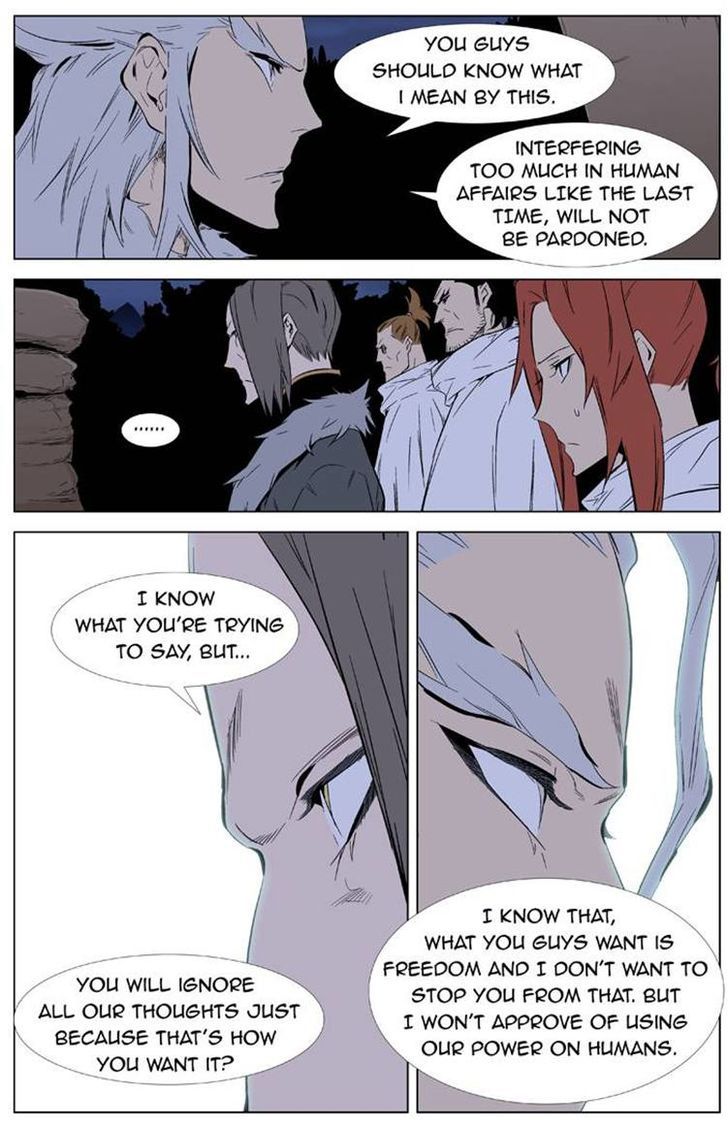 YOU GUYS
SHOULD KNOW WHAT
I MEAN BY THIS.
INTERFERING
TOO MUCH IN HUMAN
AFFAIRS LIKE THE LAST
TIME, WILL NOT
BE PARDONED.
......
I KNOW
WHAT YOU'RE TRYING
TO SAY, BUT...
YOU WILL IGNORE
ALL OUR THOUGHTS JUST
BECAUSE THAT'S HOW
YOU WANT IT?
I KNOW THAT,
WHAT YOU GUYS WANT IS
FREEDOM AND I DON'T WANT TO
STOP YOU FROM THAT. BUT
I WON'T APPROVE OF USING
OUR POWER ON HUMANS.